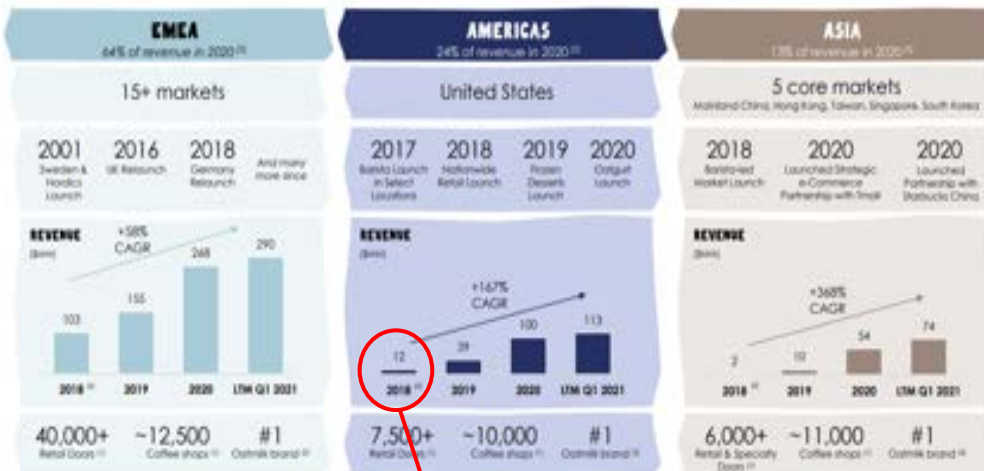 EMEA
64% of revenue in 2020
15+ markets
2001
Sweden &
Nordics
Launch
2016
UK Relaunch
2018
Germany
Relaunch
And many
more since
REVENUE
($mm)
+58%
CAGR
103
155
268
290
2018
2019
2020
LTM Q1 2021
40,000+
Retail Doors
~12,500
Coffee shops
#1
Oatmilk brand
AMERICAS
24% of revenue in 2020
United States
2017
Barista Launch
in Select
Locations
2018
Nationwide
Retail Launch
2019
Frozen
Desserts
Launch
2020
Oatgurt
Launch
REVENUE
($mm)
+167%
CAGR
12
39
100
113
2018
2019
2020
LTM Q1 2021
7,500+
Retail Doors
~10,000
Coffee shops
#1
Oatmilk brand
ASIA
13% of revenue in 2020
5 core markets
Mainland China, Hong Kong, Taiwan, Singapore, South Korea
2018
Barista-led
Market Launch
2020
Launched Strategic
e-Commerce
Partnership with Tmall
2020
Launched
Partnership with
Starbucks China
REVENUE
($mm)
+368%
CAGR
2
10
54
74
2018
2019
2020
LTM Q1 2021
6,000+
Retail & Specialty
Doors
~11,000
Coffee shops
#1
Oatmilk brand